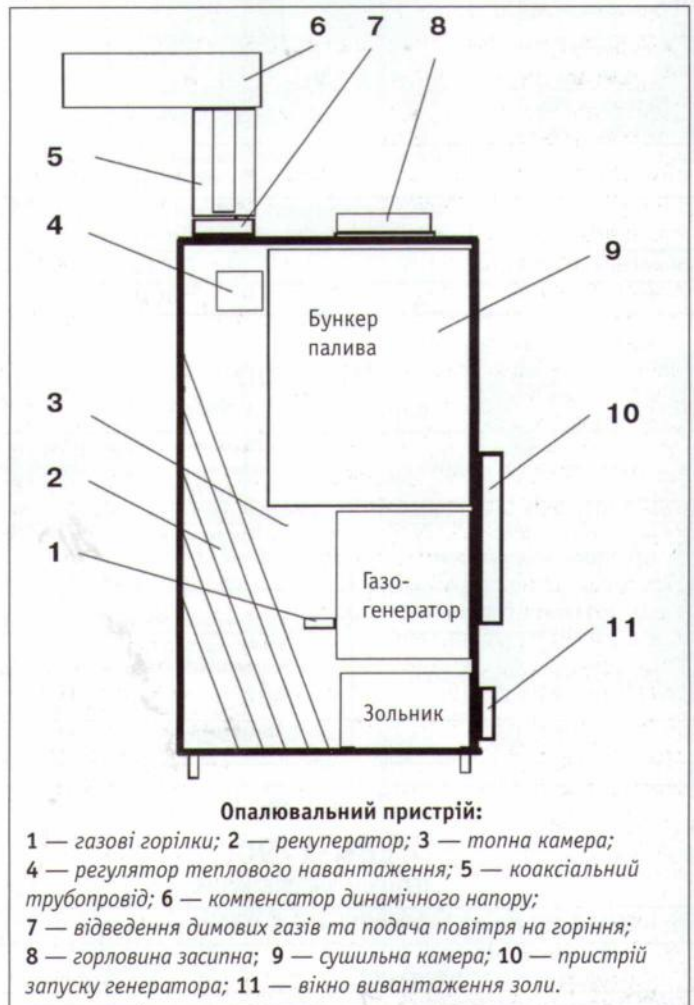 6 7 8
5
4
9
Бункер
палива
3
10
2
1
Газо-
генератор
11
Зольник
Опалювальний пристрій:
1 — газові горілки; 2 — рекуператор; 3 — топна камера;
4 — регулятор теплового навантаження; 5 — коаксіальний
трубопровід; 6 — компенсатор динамічного напору;
7 — відведення димових газів та подача повітря на горіння;
8 — горловина засипна; 9 — сушильна камера; 10 — пристрій
запуску генератора; 11 — вікно вивантаження золи.